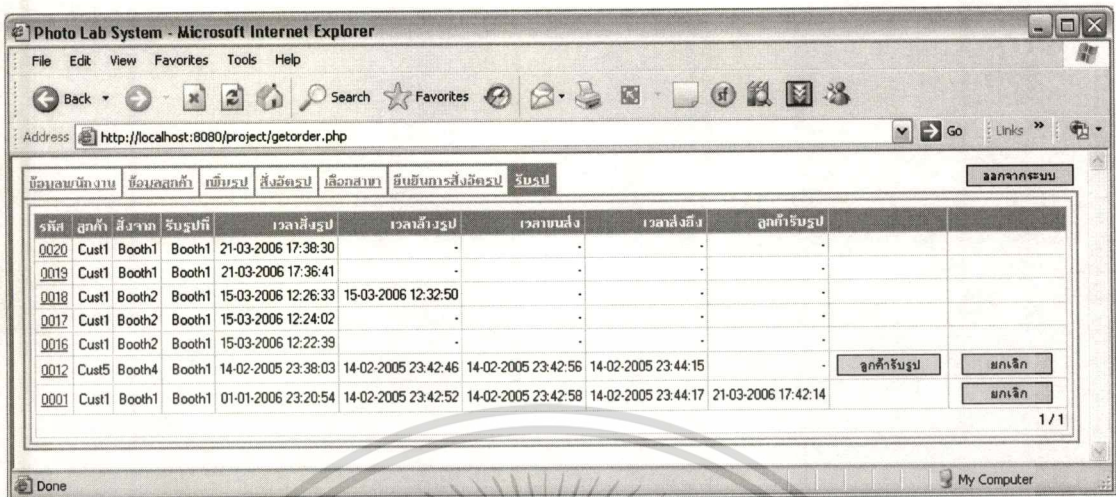 Photo Lab System - Microsoft Internet Explorer
File Edit View Favorites Tools Help
Back Search Favorites
Address http://localhost:8080/project/getorder.php Go Links »
ข้อมูลพนักงาน ข้อมูลลูกค้า เพิ่มรูป สั่งอัดรูป เลือกสาขา ยืนยันการสั่งอัดรูป รับรูป ออกจากระบบ
รหัส ลูกค้า สั่งจาก รับรูปที่ เวลาสั่งรูป เวลาล้างรูป เวลาขนส่ง เวลาส่งถึง ลูกค้ารับรูป
0020 Cust1 Booth1 Booth1 21-03-2006 17:38:30 - - - -
0019 Cust1 Booth1 Booth1 21-03-2006 17:36:41 - - - -
0018 Cust1 Booth2 Booth1 15-03-2006 12:26:33 15-03-2006 12:32:50 - - -
0017 Cust1 Booth2 Booth1 15-03-2006 12:24:02 - - - -
0016 Cust1 Booth2 Booth1 15-03-2006 12:22:39 - - - -
0012 Cust5 Booth4 Booth1 14-02-2005 23:38:03 14-02-2005 23:42:46 14-02-2005 23:42:56 14-02-2005 23:44:15 - ลูกค้ารับรูป ยกเลิก
0001 Cust1 Booth1 Booth1 01-01-2006 23:20:54 14-02-2005 23:42:52 14-02-2005 23:42:58 14-02-2005 23:44:17 21-03-2006 17:42:14 ยกเลิก
1 / 1
Done My Computer